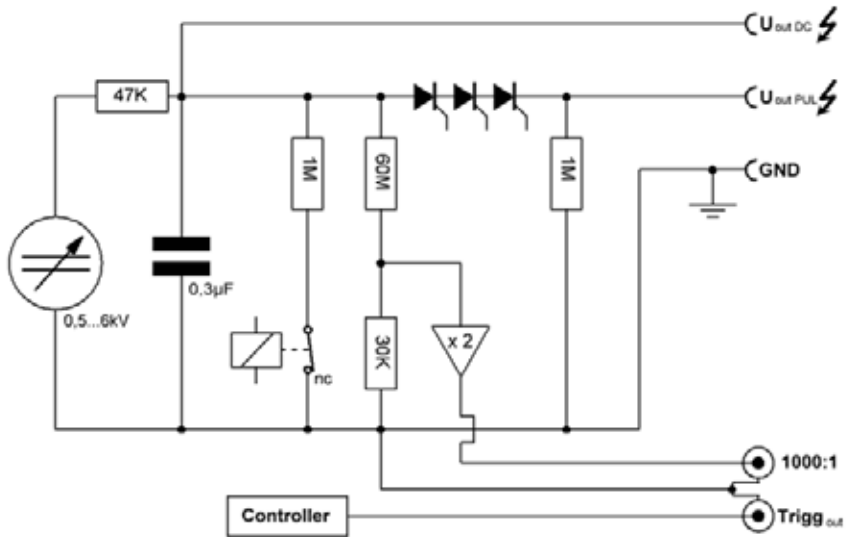 U out DC
47K
U out PUL
1M
60M
1M
GND
0,3µF
0,5...6kV
x 2
30K
nc
1000:1
Controller
Trigg out